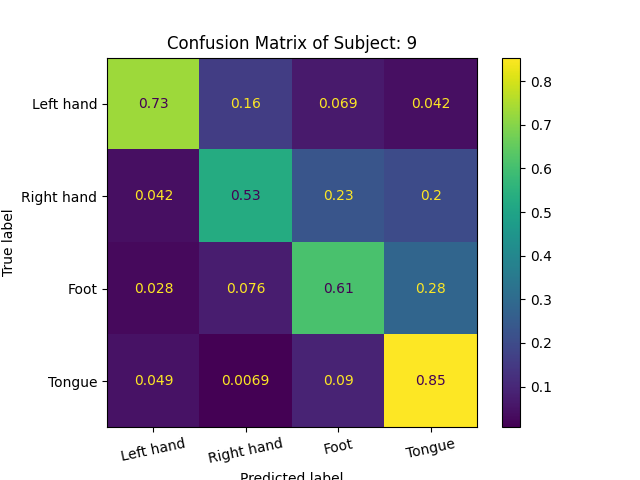 Confusion Matrix of Subject: 9
True label
Left hand 0.73 0.16 0.069 0.042
Right hand 0.042 0.53 0.23 0.2
Foot 0.028 0.076 0.61 0.28
Tongue 0.049 0.0069 0.09 0.85
Left hand Right hand Foot Tongue
Predicted label
0.8
0.7
0.6
0.5
0.4
0.3
0.2
0.1